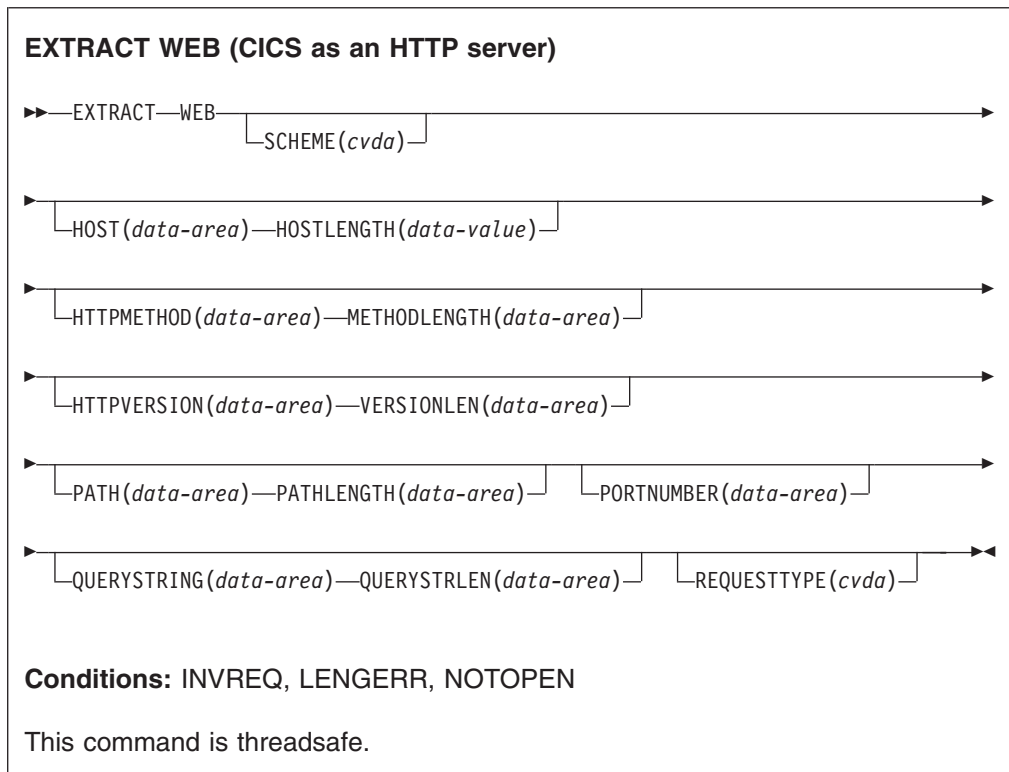 EXTRACT WEB (CICS as an HTTP server)
EXTRACT WEB
SCHEME(cvda)
HOST(data-area) HOSTLENGTH(data-value)
HTTPMETHOD(data-area) METHODLENGTH(data-area)
HTTPVERSION(data-area) VERSIONLEN(data-area)
PATH(data-area) PATHLENGTH(data-area) PORTNUMBER(data-area)
QUERYSTRING(data-area) QUERYSTRLEN(data-area) REQUESTTYPE(cvda)
Conditions: INVREQ, LENGERR, NOTOPEN
This command is threadsafe.